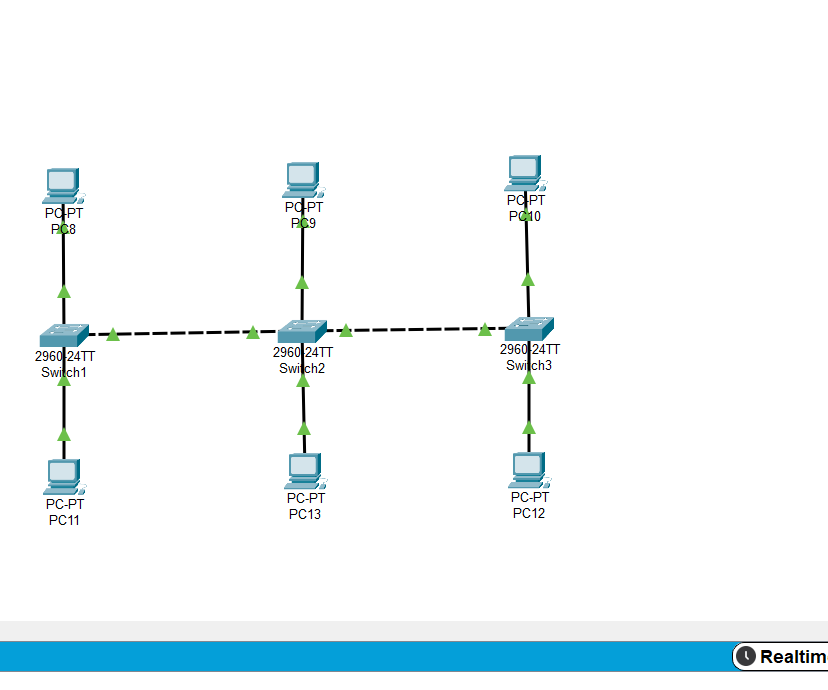 PC-PT
PC8
PC-PT
PC9
PC-PT
PC10
2960-24TT
Switch1
2960-24TT
Switch2
2960-24TT
Switch3
PC-PT
PC11
PC-PT
PC13
PC-PT
PC12